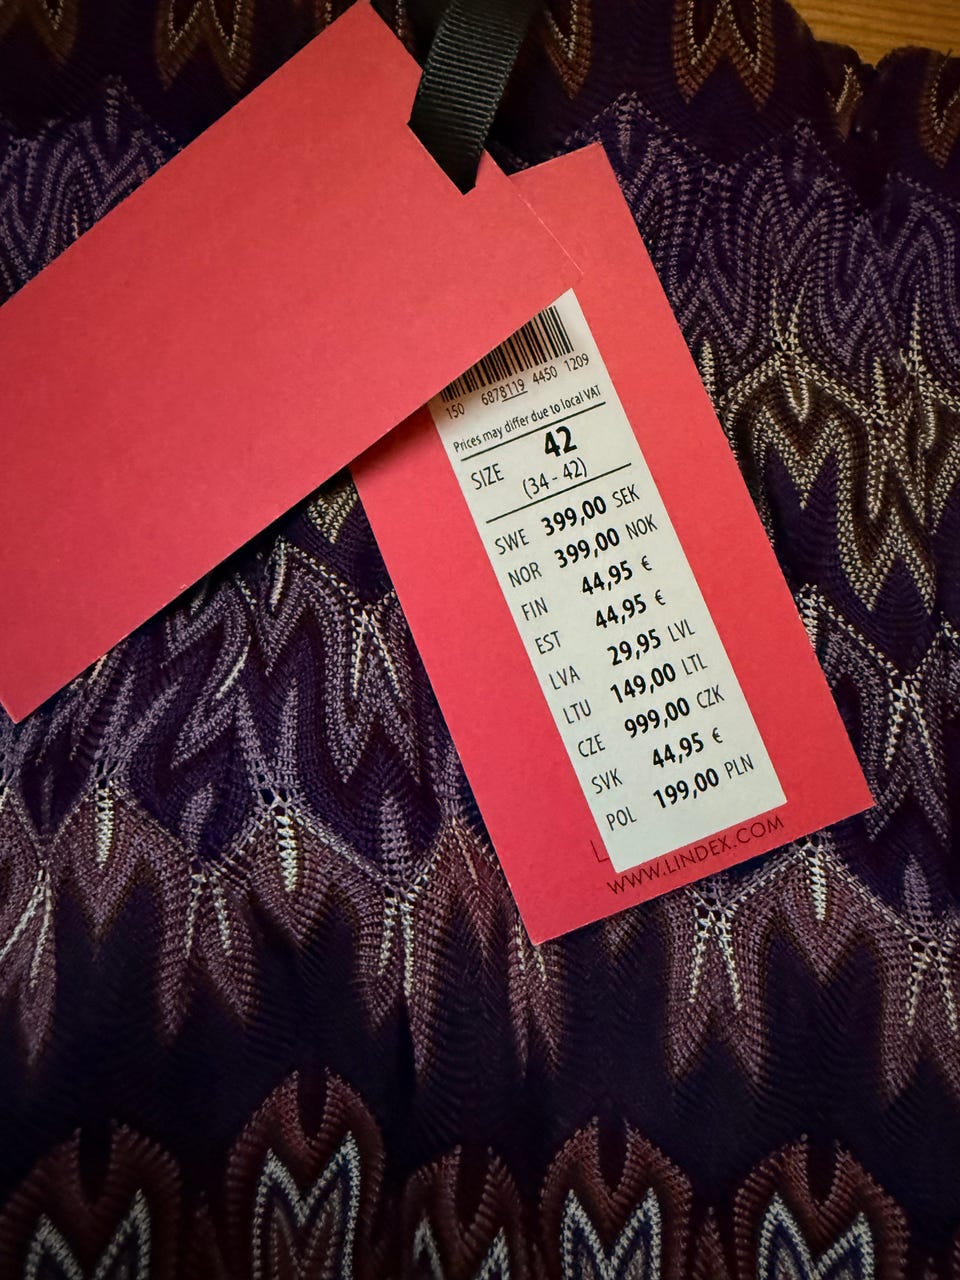 150 6878119 4450 1209
Prices may differ due to local VAT
SIZE 42
(34 - 42)
SWE 399,00 SEK
NOR 399,00 NOK
FIN 44,95 €
EST 44,95 €
LVA 29,95 LVL
LTU 149,00 LTL
CZE 999,00 CZK
SVK 44,95 €
POL 199,00 PLN
WWW.LINDEX.COM